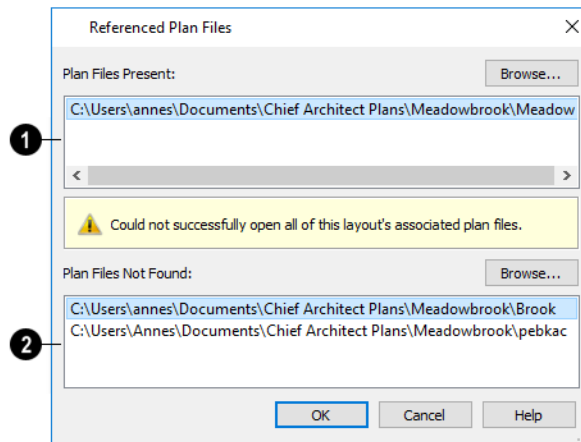 Referenced Plan Files
Plan Files Present:
Browse...
C:\Users\annes\Documents\Chief Architect Plans\Meadowbrook\Meadow
1
Could not successfully open all of this layout's associated plan files.
Plan Files Not Found:
Browse...
C:\Users\annes\Documents\Chief Architect Plans\Meadowbrook\Brook
C:\Users\Annes\Documents\Chief Architect Plans\Meadowbrook\pebkac
2
OK Cancel Help